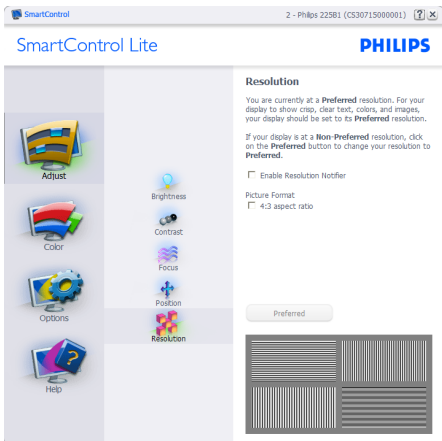 SmartControl
2 - Philips 225B1 (CS30715000001)
?
SmartControl Lite
PHILIPS
Adjust
Color
Options
?
Help
Brightness
Contrast
Focus
Position
Resolution
Resolution
You are currently at a Preferred resolution. For your
display to show crisp, clear text, colors, and images,
your display should be set to its Preferred resolution.
If your display is at a Non-Preferred resolution, click
on the Preferred button to change your resolution to
Preferred.
Enable Resolution Notifier
Picture Format
4:3 aspect ratio
Preferred